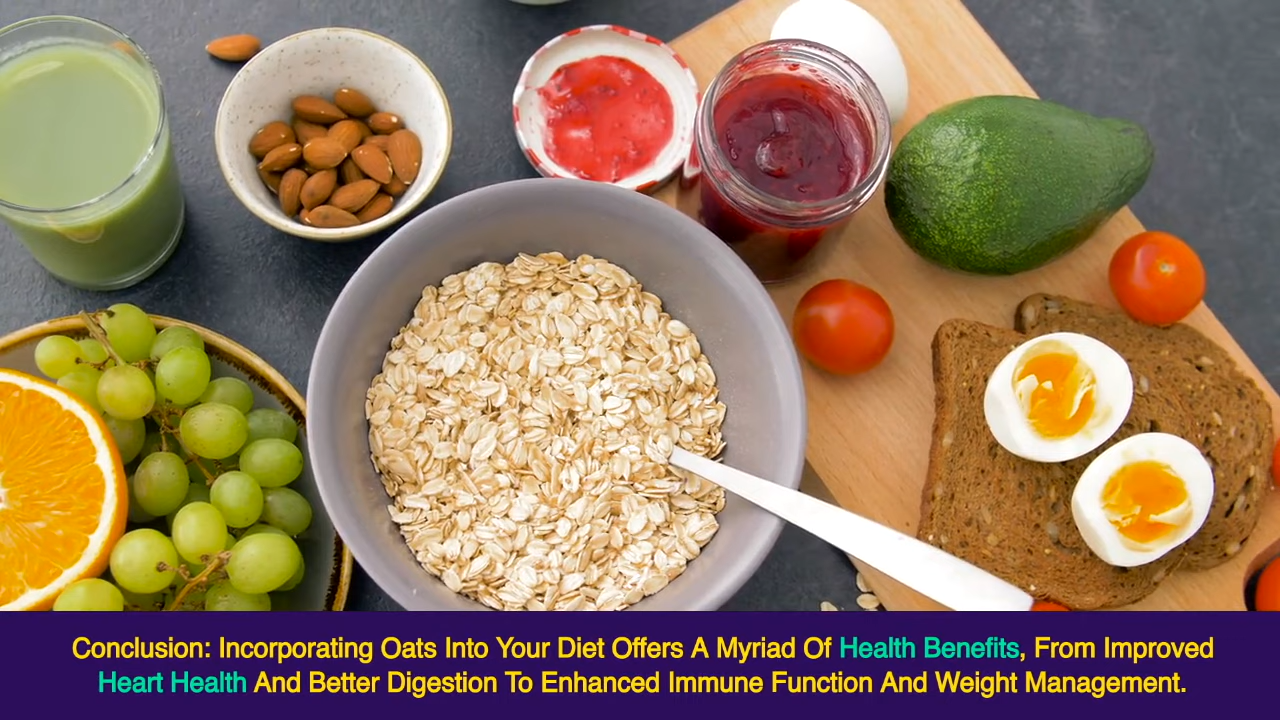 Conclusion: Incorporating Oats Into Your Diet Offers A Myriad Of Health Benefits, From Improved
Heart Health And Better Digestion To Enhanced Immune Function And Weight Management.